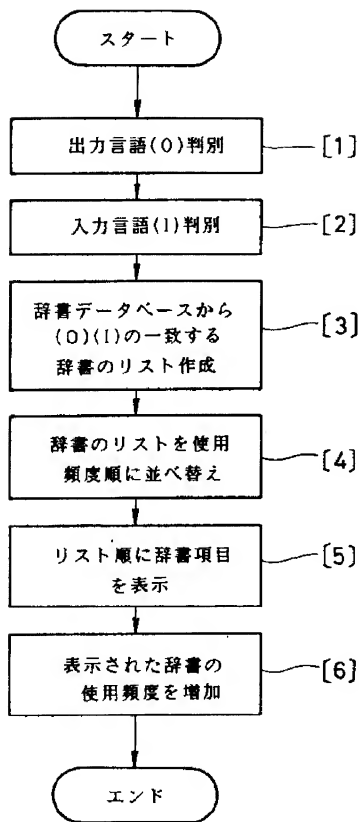 スタート
出力言語(O)判別
[1]
入力言語(I)判別
[2]
辞書データベースから
(O)(I)の一致する
辞書のリスト作成
[3]
辞書のリストを使用
頻度順に並べ替え
[4]
リスト順に辞書項目
を表示
[5]
表示された辞書の
使用頻度を増加
[6]
エンド